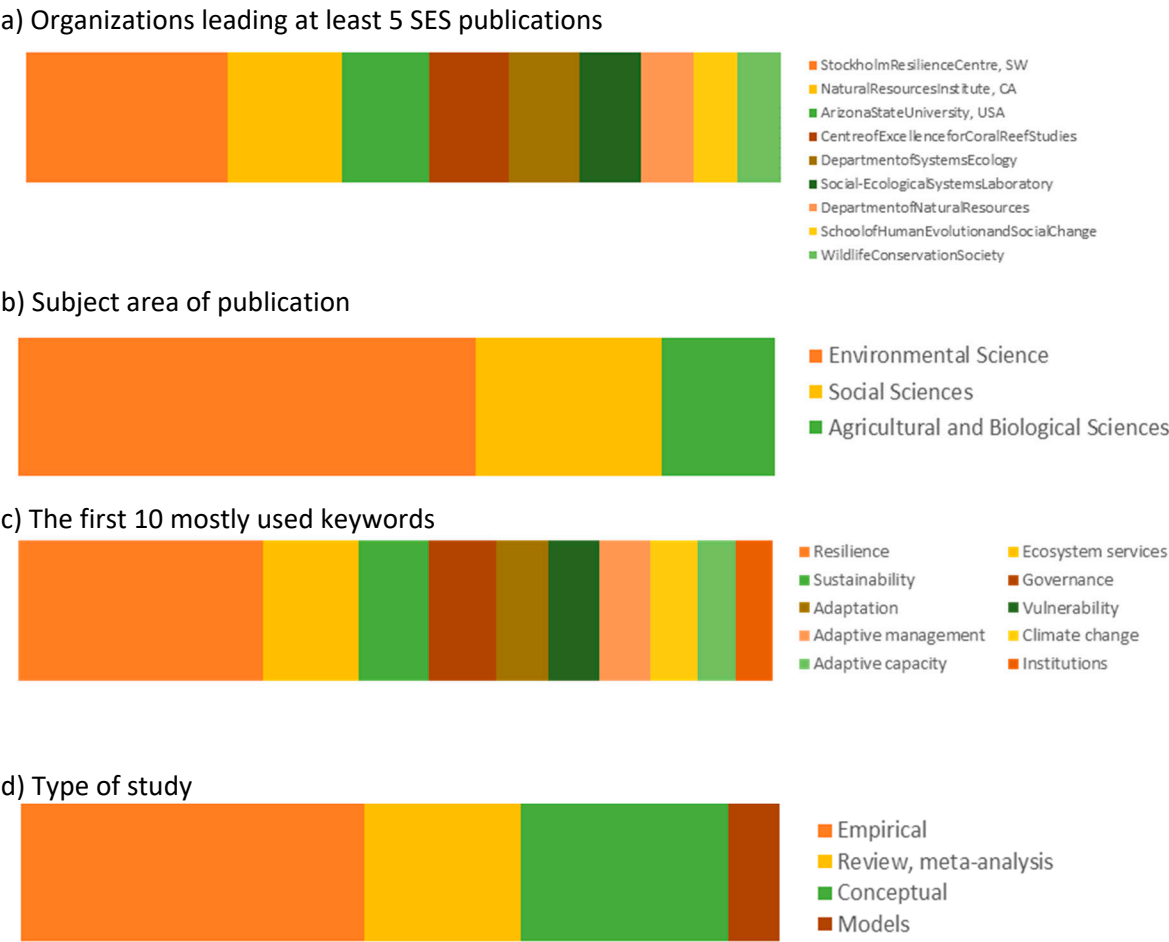 a) Organizations leading at least 5 SES publications
StockholmResilienceCentre, SW
NaturalResourcesInstitute, CA
ArizonaStateUniversity, USA
CentreofExcellenceforCoralReefStudies
DepartmentofSystemsEcology
Social-EcologicalSystemsLaboratory
DepartmentofNaturalResources
SchoolofHumanEvolutionandSocialChange
WildlifeConservationSociety
b) Subject area of publication
Environmental Science
Social Sciences
Agricultural and Biological Sciences
c) The first 10 mostly used keywords
Resilience Ecosystem services
Sustainability Governance
Adaptation Vulnerability
Adaptive management Climate change
Adaptive capacity Institutions
d) Type of study
Empirical
Review, meta-analysis
Conceptual
Models